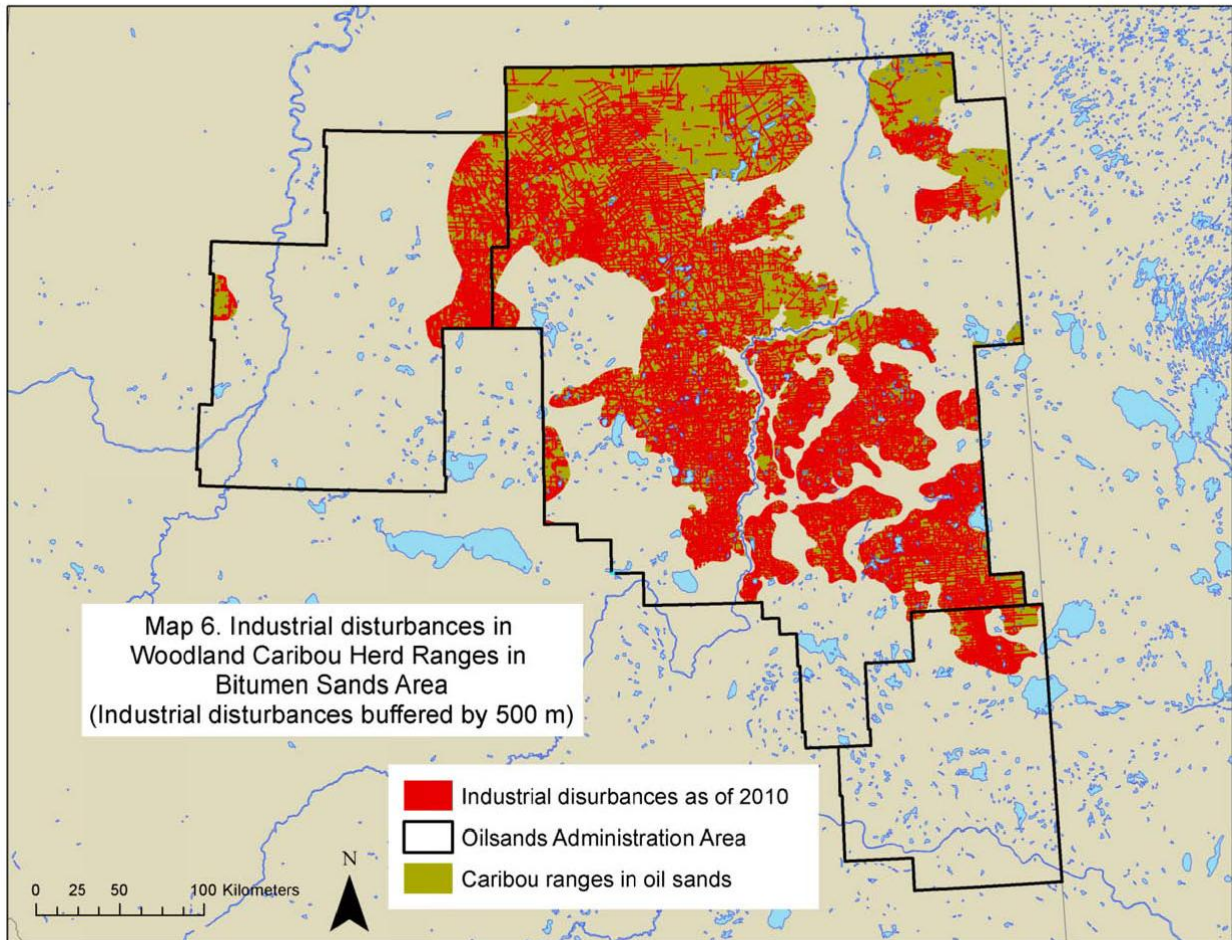 Map 6. Industrial disturbances in
Woodland Caribou Herd Ranges in
Bitumen Sands Area
(Industrial disturbances buffered by 500 m)
Industrial disurbances as of 2010
Oilsands Administration Area
Caribou ranges in oil sands
N
0 25 50 100 Kilometers